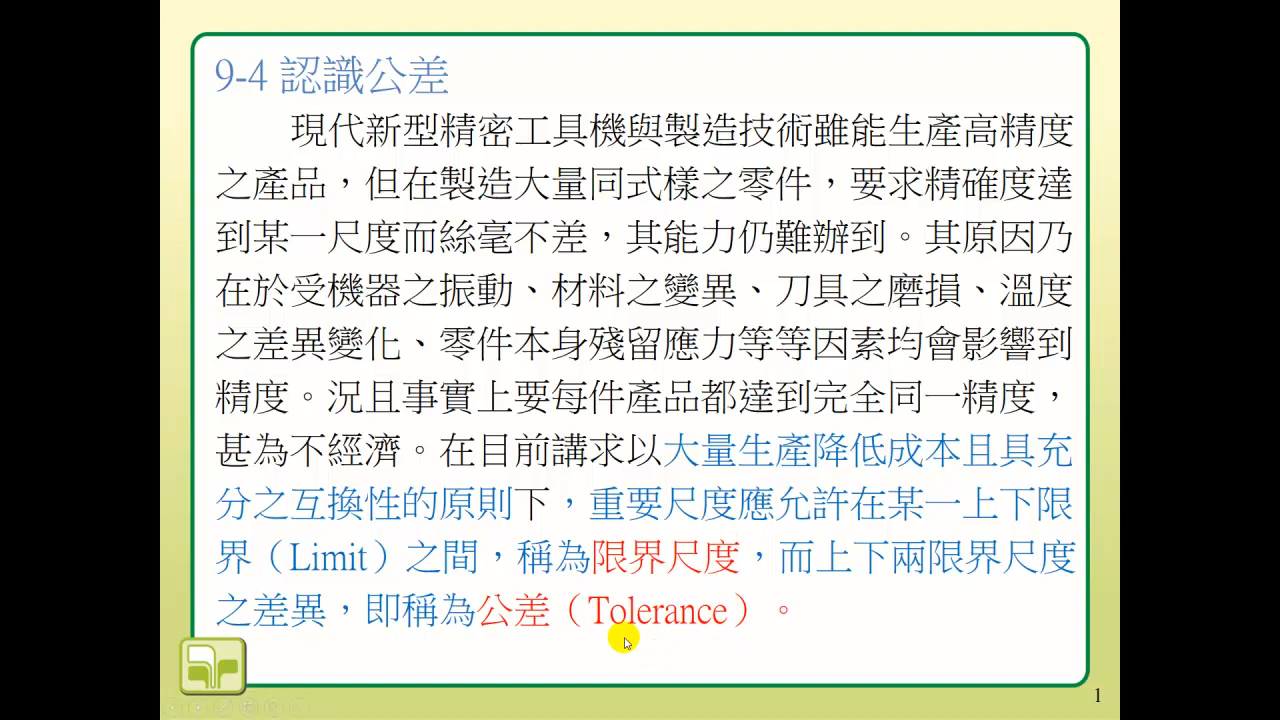 9-4 認識公差
現代新型精密工具機與製造技術雖能生產高精度
之產品，但在製造大量同式樣之零件，要求精確度達
到某一尺度而絲毫不差，其能力仍難辦到。其原因乃
在於受機器之振動、材料之變異、刀具之磨損、溫度
之差異變化、零件本身殘留應力等等因素均會影響到
精度。況且事實上要每件產品都達到完全同一精度，
甚為不經濟。在目前講求以大量生產降低成本且具充
分之互換性的原則下，重要尺度應允許在某一上下限
界（Limit）之間，稱為限界尺度，而上下兩限界尺度
之差異，即稱為公差（Tolerance）。
1